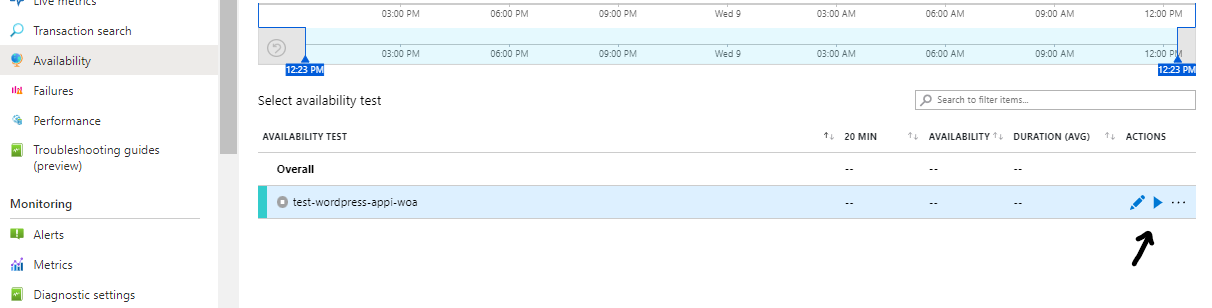 Live metrics
Transaction search
Availability
Failures
Performance
Troubleshooting guides
(preview)
Monitoring
Alerts
Metrics
Diagnostic settings
03:00 PM 06:00 PM 09:00 PM Wed 9 03:00 AM 06:00 AM 09:00 AM 12:00 PM
03:00 PM 06:00 PM 09:00 PM Wed 9 03:00 AM 06:00 AM 09:00 AM 12:00 PM
12:23 PM 12:23 PM
Select availability test
Search to filter items...
AVAILABILITY TEST 20 MIN AVAILABILITY DURATION (AVG) ACTIONS
Overall -- -- --
test-wordpress-appi-woa -- -- -- ...